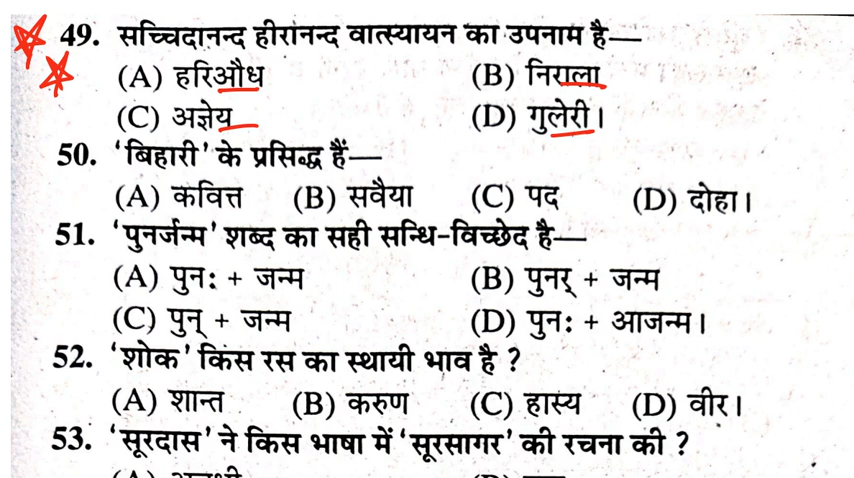 49. सच्चिदानन्द हीरानन्द वात्स्यायन का उपनाम है—
(A) हरिऔध (B) निराला
(C) अज्ञेय (D) गुलेरी।
50. ‘बिहारी’ के प्रसिद्ध हैं—
(A) कवित्त (B) सवैया (C) पद (D) दोहा।
51. ‘पुनर्जन्म’ शब्द का सही सन्धि-विच्छेद है—
(A) पुनः + जन्म (B) पुनर् + जन्म
(C) पुन् + जन्म (D) पुनः + आजन्म।
52. ‘शोक’ किस रस का स्थायी भाव है ?
(A) शान्त (B) करुण (C) हास्य (D) वीर।
53. ‘सूरदास’ ने किस भाषा में ‘सूरसागर’ की रचना की ?